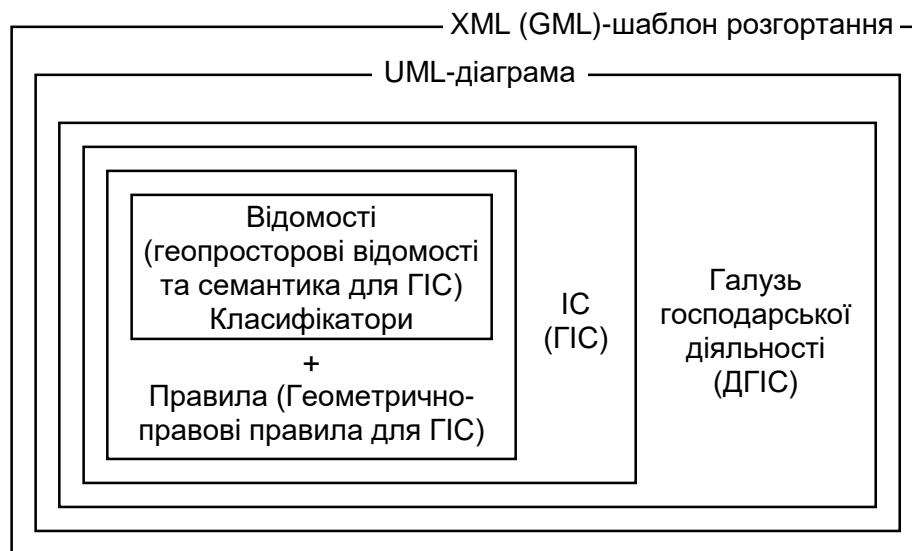 XML (GML)-шаблон розгортання
UML-діаграма
Відомості
(геопросторові відомості
та семантика для ГІС)
Класифікатори
+
Правила (Геометрично-
правові правила для ГІС)
ІС
(ГІС)
Галузь
господарської
діяльності
(ДГІС)